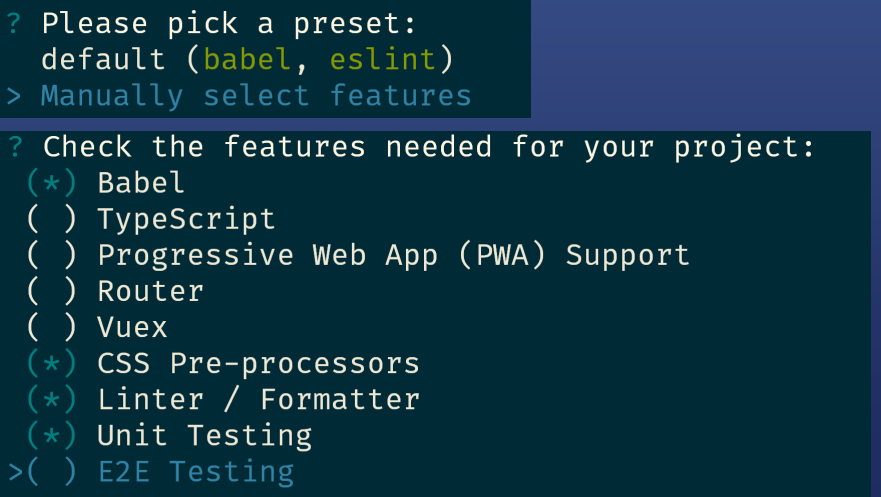 ? Please pick a preset:
default (babel, eslint)
> Manually select features
? Check the features needed for your project:
(*) Babel
( ) TypeScript
( ) Progressive Web App (PWA) Support
( ) Router
( ) Vuex
(*) CSS Pre-processors
(*) Linter / Formatter
(*) Unit Testing
>( ) E2E Testing